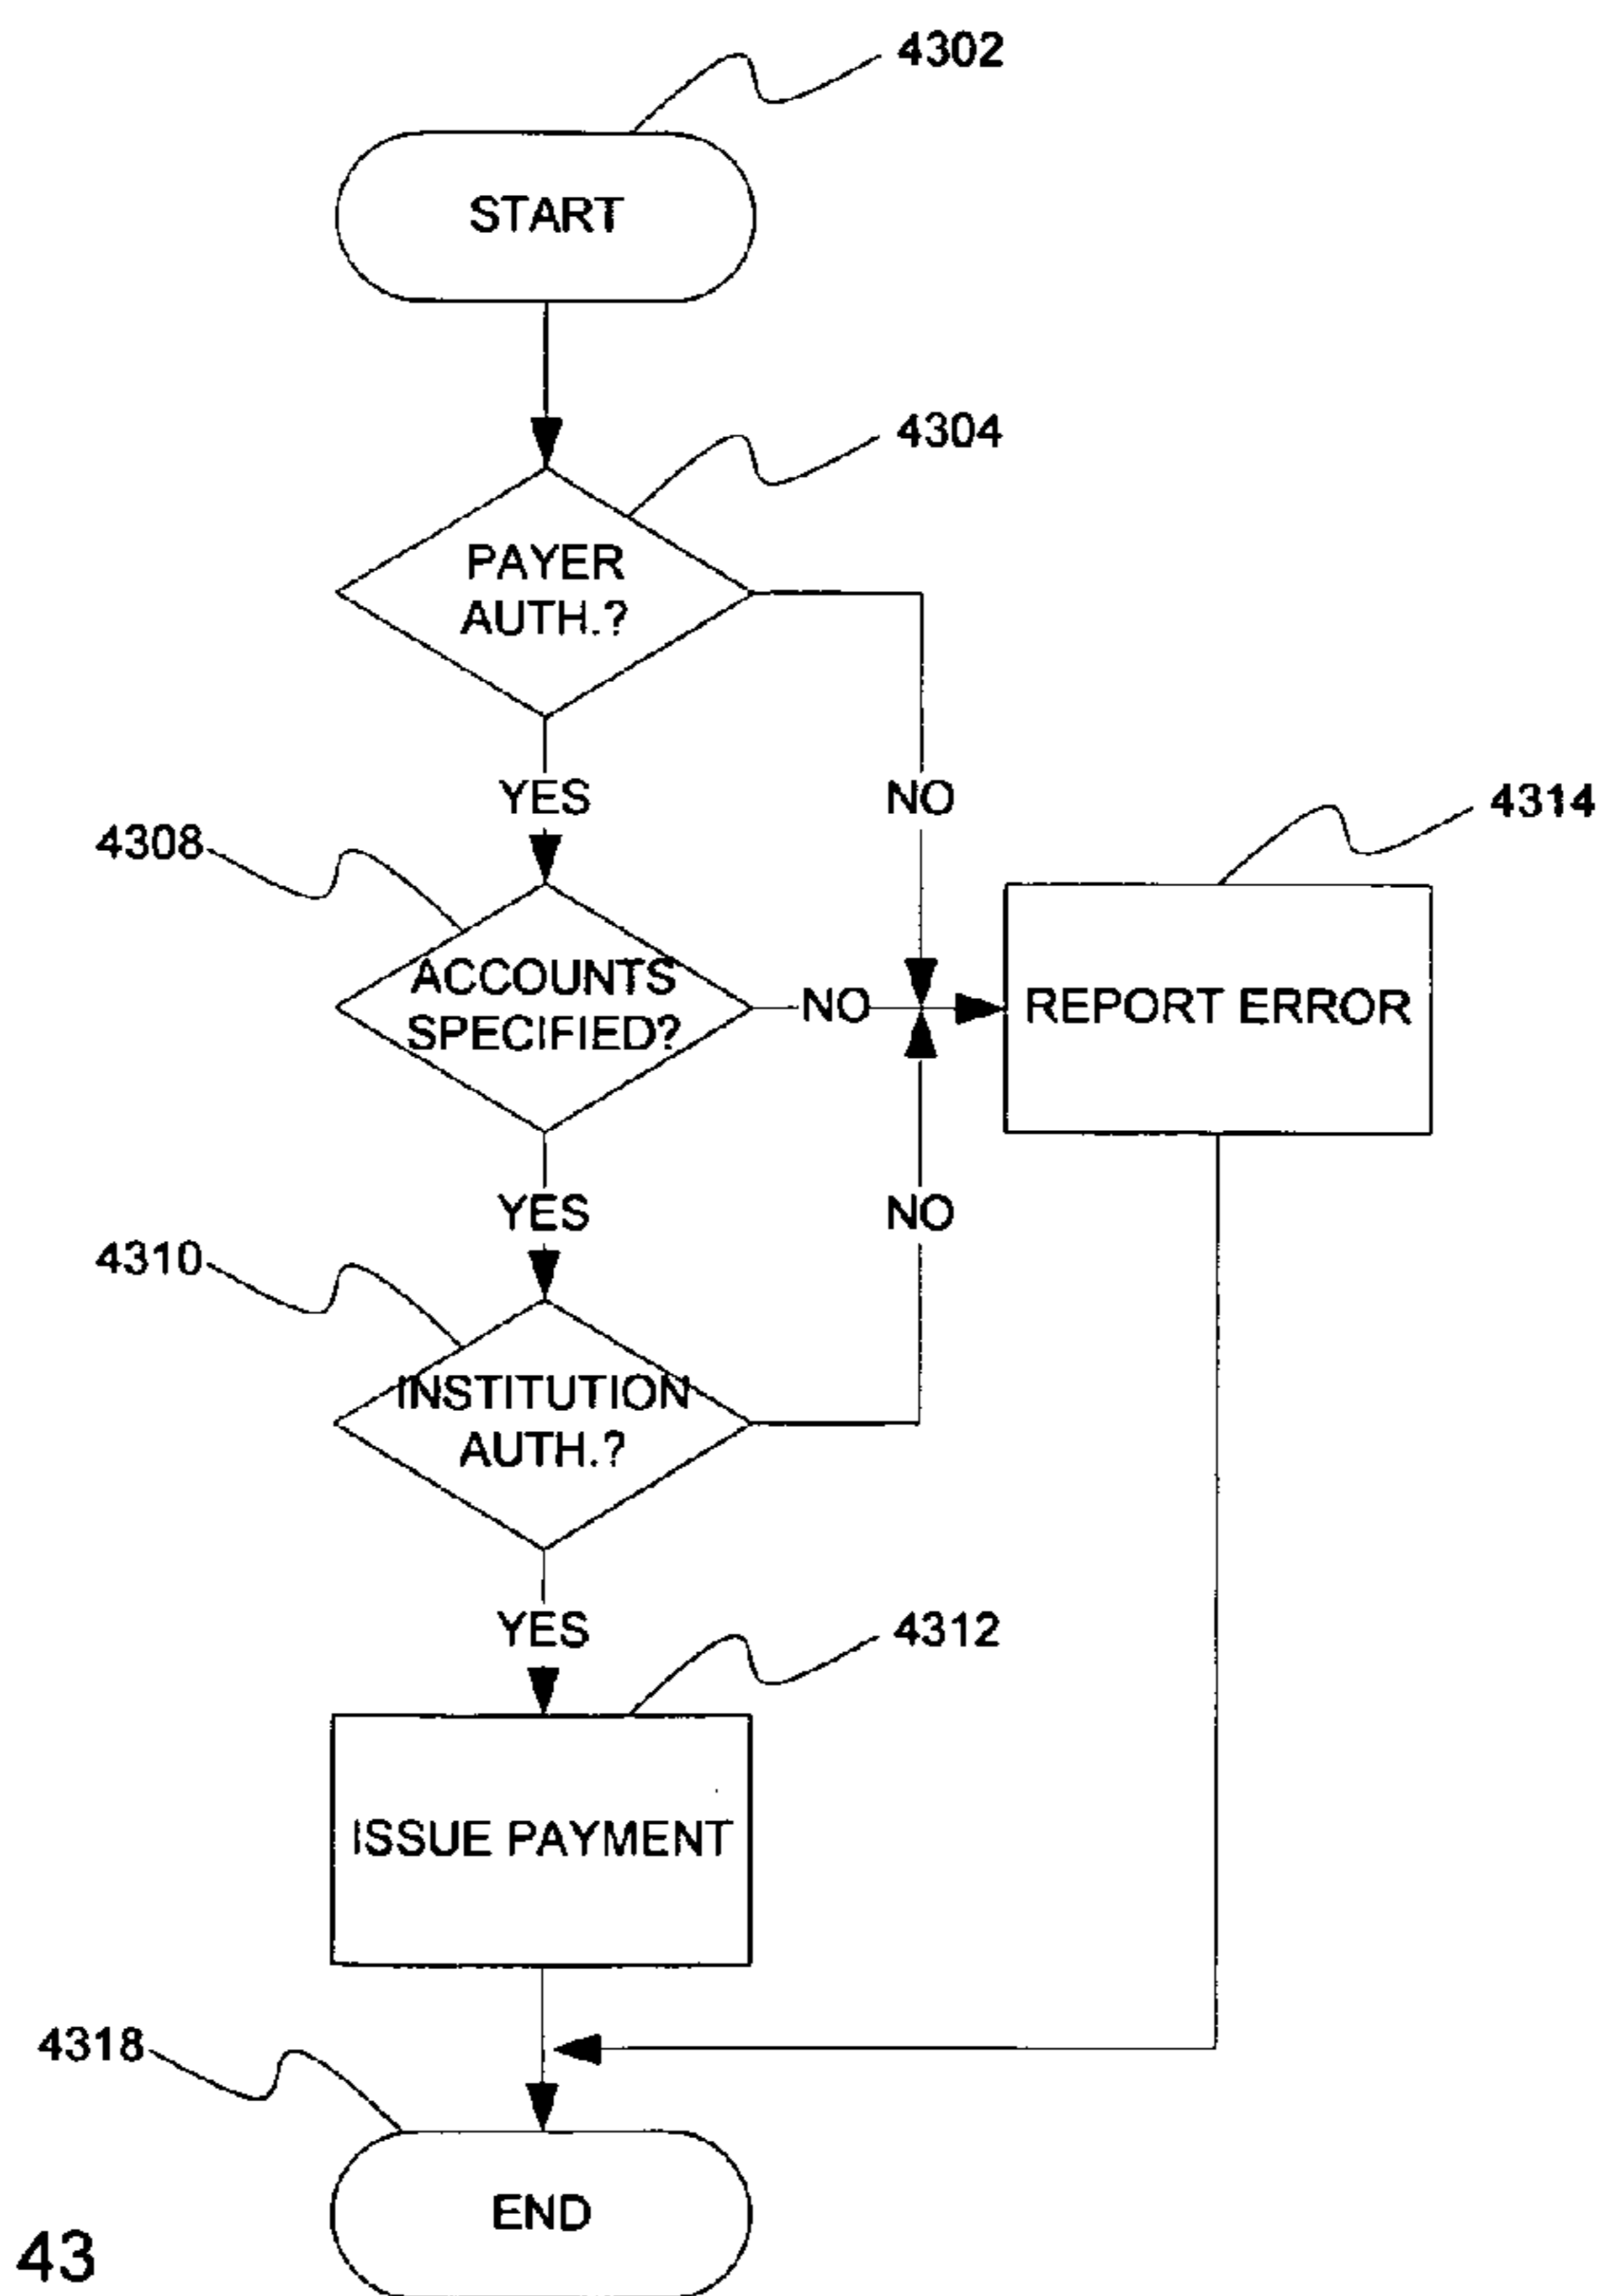 4302
START
4304
PAYER
AUTH.?
YES
NO
4314
4308
ACCOUNTS
SPECIFIED?
NO
REPORT ERROR
YES
NO
4310
INSTITUTION
AUTH.?
YES
4312
ISSUE PAYMENT
4318
END
43